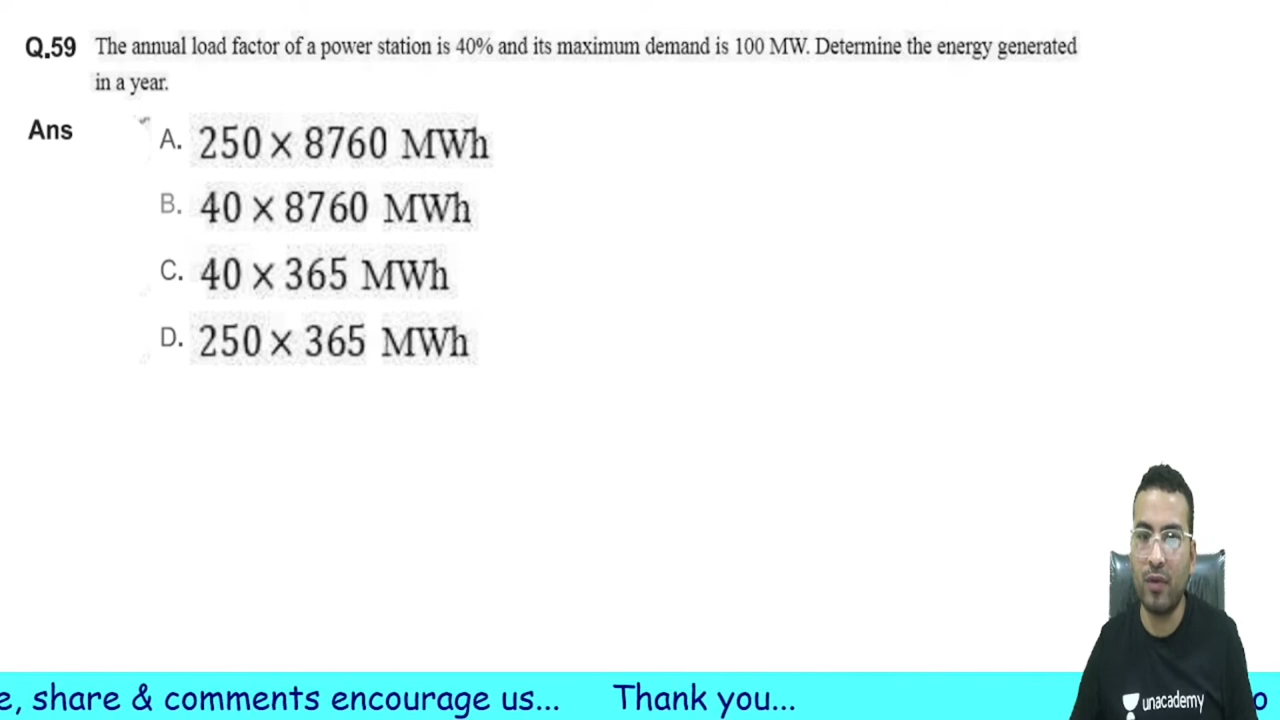 Q.59 The annual load factor of a power station is 40% and its maximum demand is 100 MW. Determine the energy generated
in a year.
Ans
A. 250 × 8760 MWh
B. 40 × 8760 MWh
C. 40 × 365 MWh
D. 250 × 365 MWh
unacademy
e, share & comments encourage us... Thank you... o